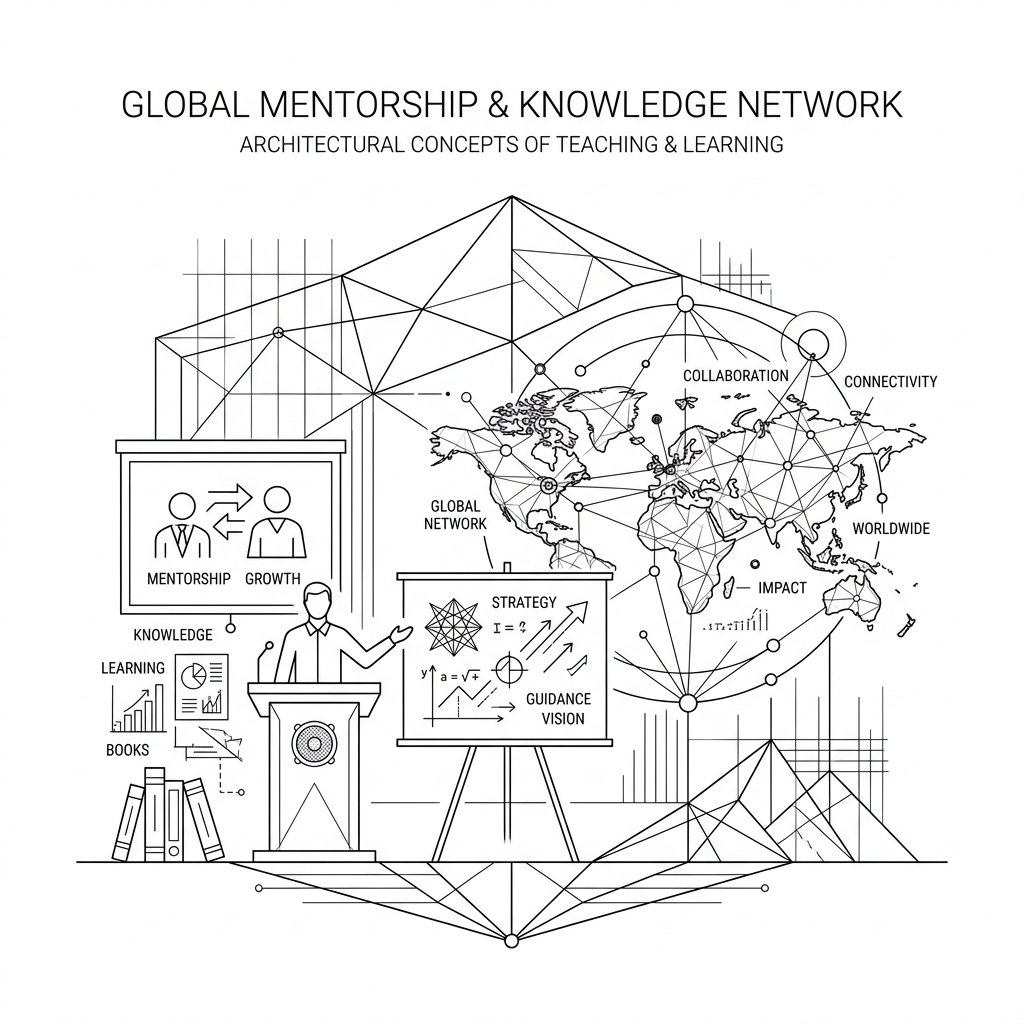 GLOBAL MENTORSHIP & KNOWLEDGE NETWORK
ARCHITECTURAL CONCEPTS OF TEACHING & LEARNING
COLLABORATION
CONNECTIVITY
GLOBAL
NETWORK
WORLDWIDE
IMPACT
MENTORSHIP GROWTH
KNOWLEDGE
LEARNING
BOOKS
STRATEGY
y
a = √+
GUIDANCE
VISION